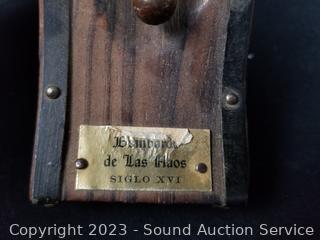 Bombarda
de Las Naos
SIGLO XVI
Copyright 2023 - Sound Auction Service